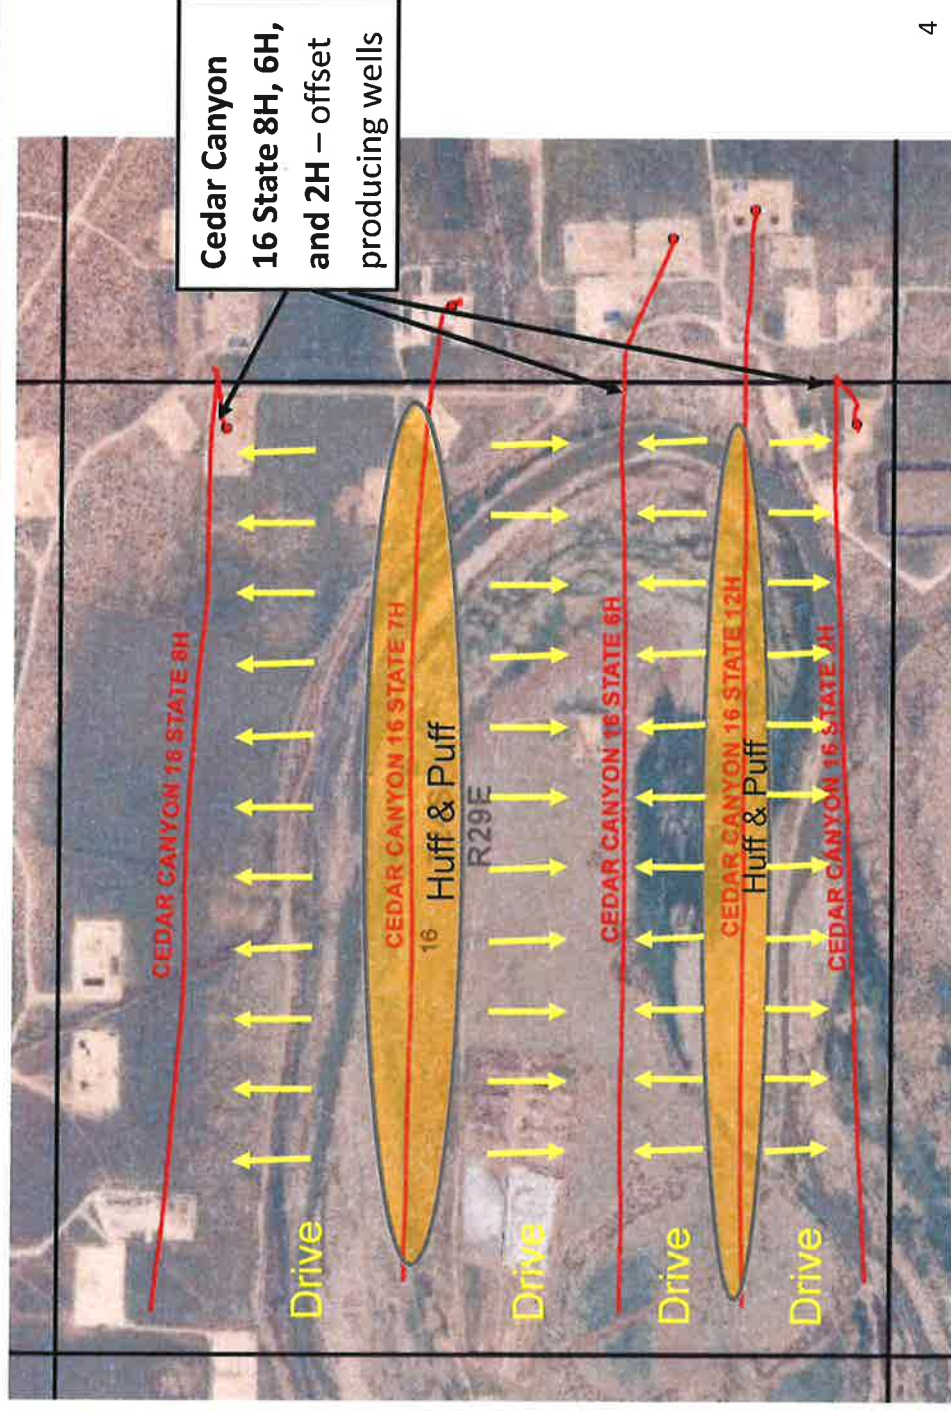 Cedar Canyon
16 State 8H, 6H,
and 2H – offset
producing wells
CEDAR CANYON 16 STATE 8H
CEDAR CANYON 16 STATE 7H
16
Huff & Puff
R29E
CEDAR CANYON 16 STATE 6H
CEDAR CANYON 16 STATE 12H
Huff & Puff
CEDAR CANYON 16 STATE
Drive
Drive
Drive
Drive
4